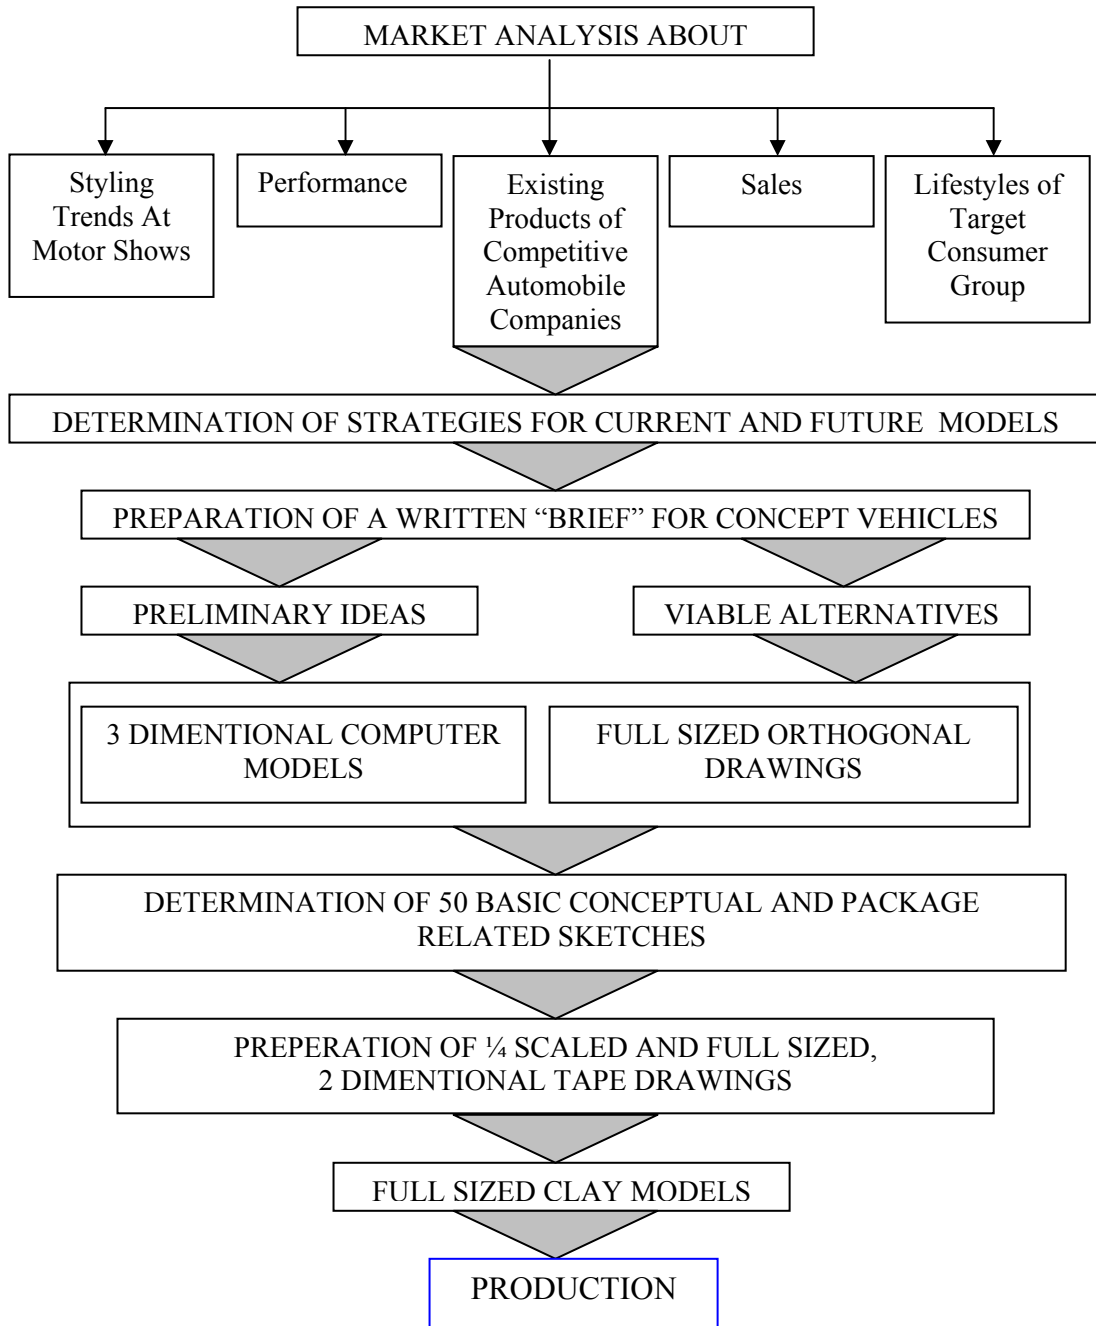 MARKET ANALYSIS ABOUT
Styling
Trends At
Motor Shows
Performance
Existing
Products of
Competitive
Automobile
Companies
Sales
Lifestyles of
Target
Consumer
Group
DETERMINATION OF STRATEGIES FOR CURRENT AND FUTURE MODELS
PREPARATION OF A WRITTEN “BRIEF” FOR CONCEPT VEHICLES
PRELIMINARY IDEAS
VIABLE ALTERNATIVES
3 DIMENTIONAL COMPUTER
MODELS
FULL SIZED ORTHOGONAL
DRAWINGS
DETERMINATION OF 50 BASIC CONCEPTUAL AND PACKAGE
RELATED SKETCHES
PREPERATION OF ¼ SCALED AND FULL SIZED,
2 DIMENTIONAL TAPE DRAWINGS
FULL SIZED CLAY MODELS
PRODUCTION